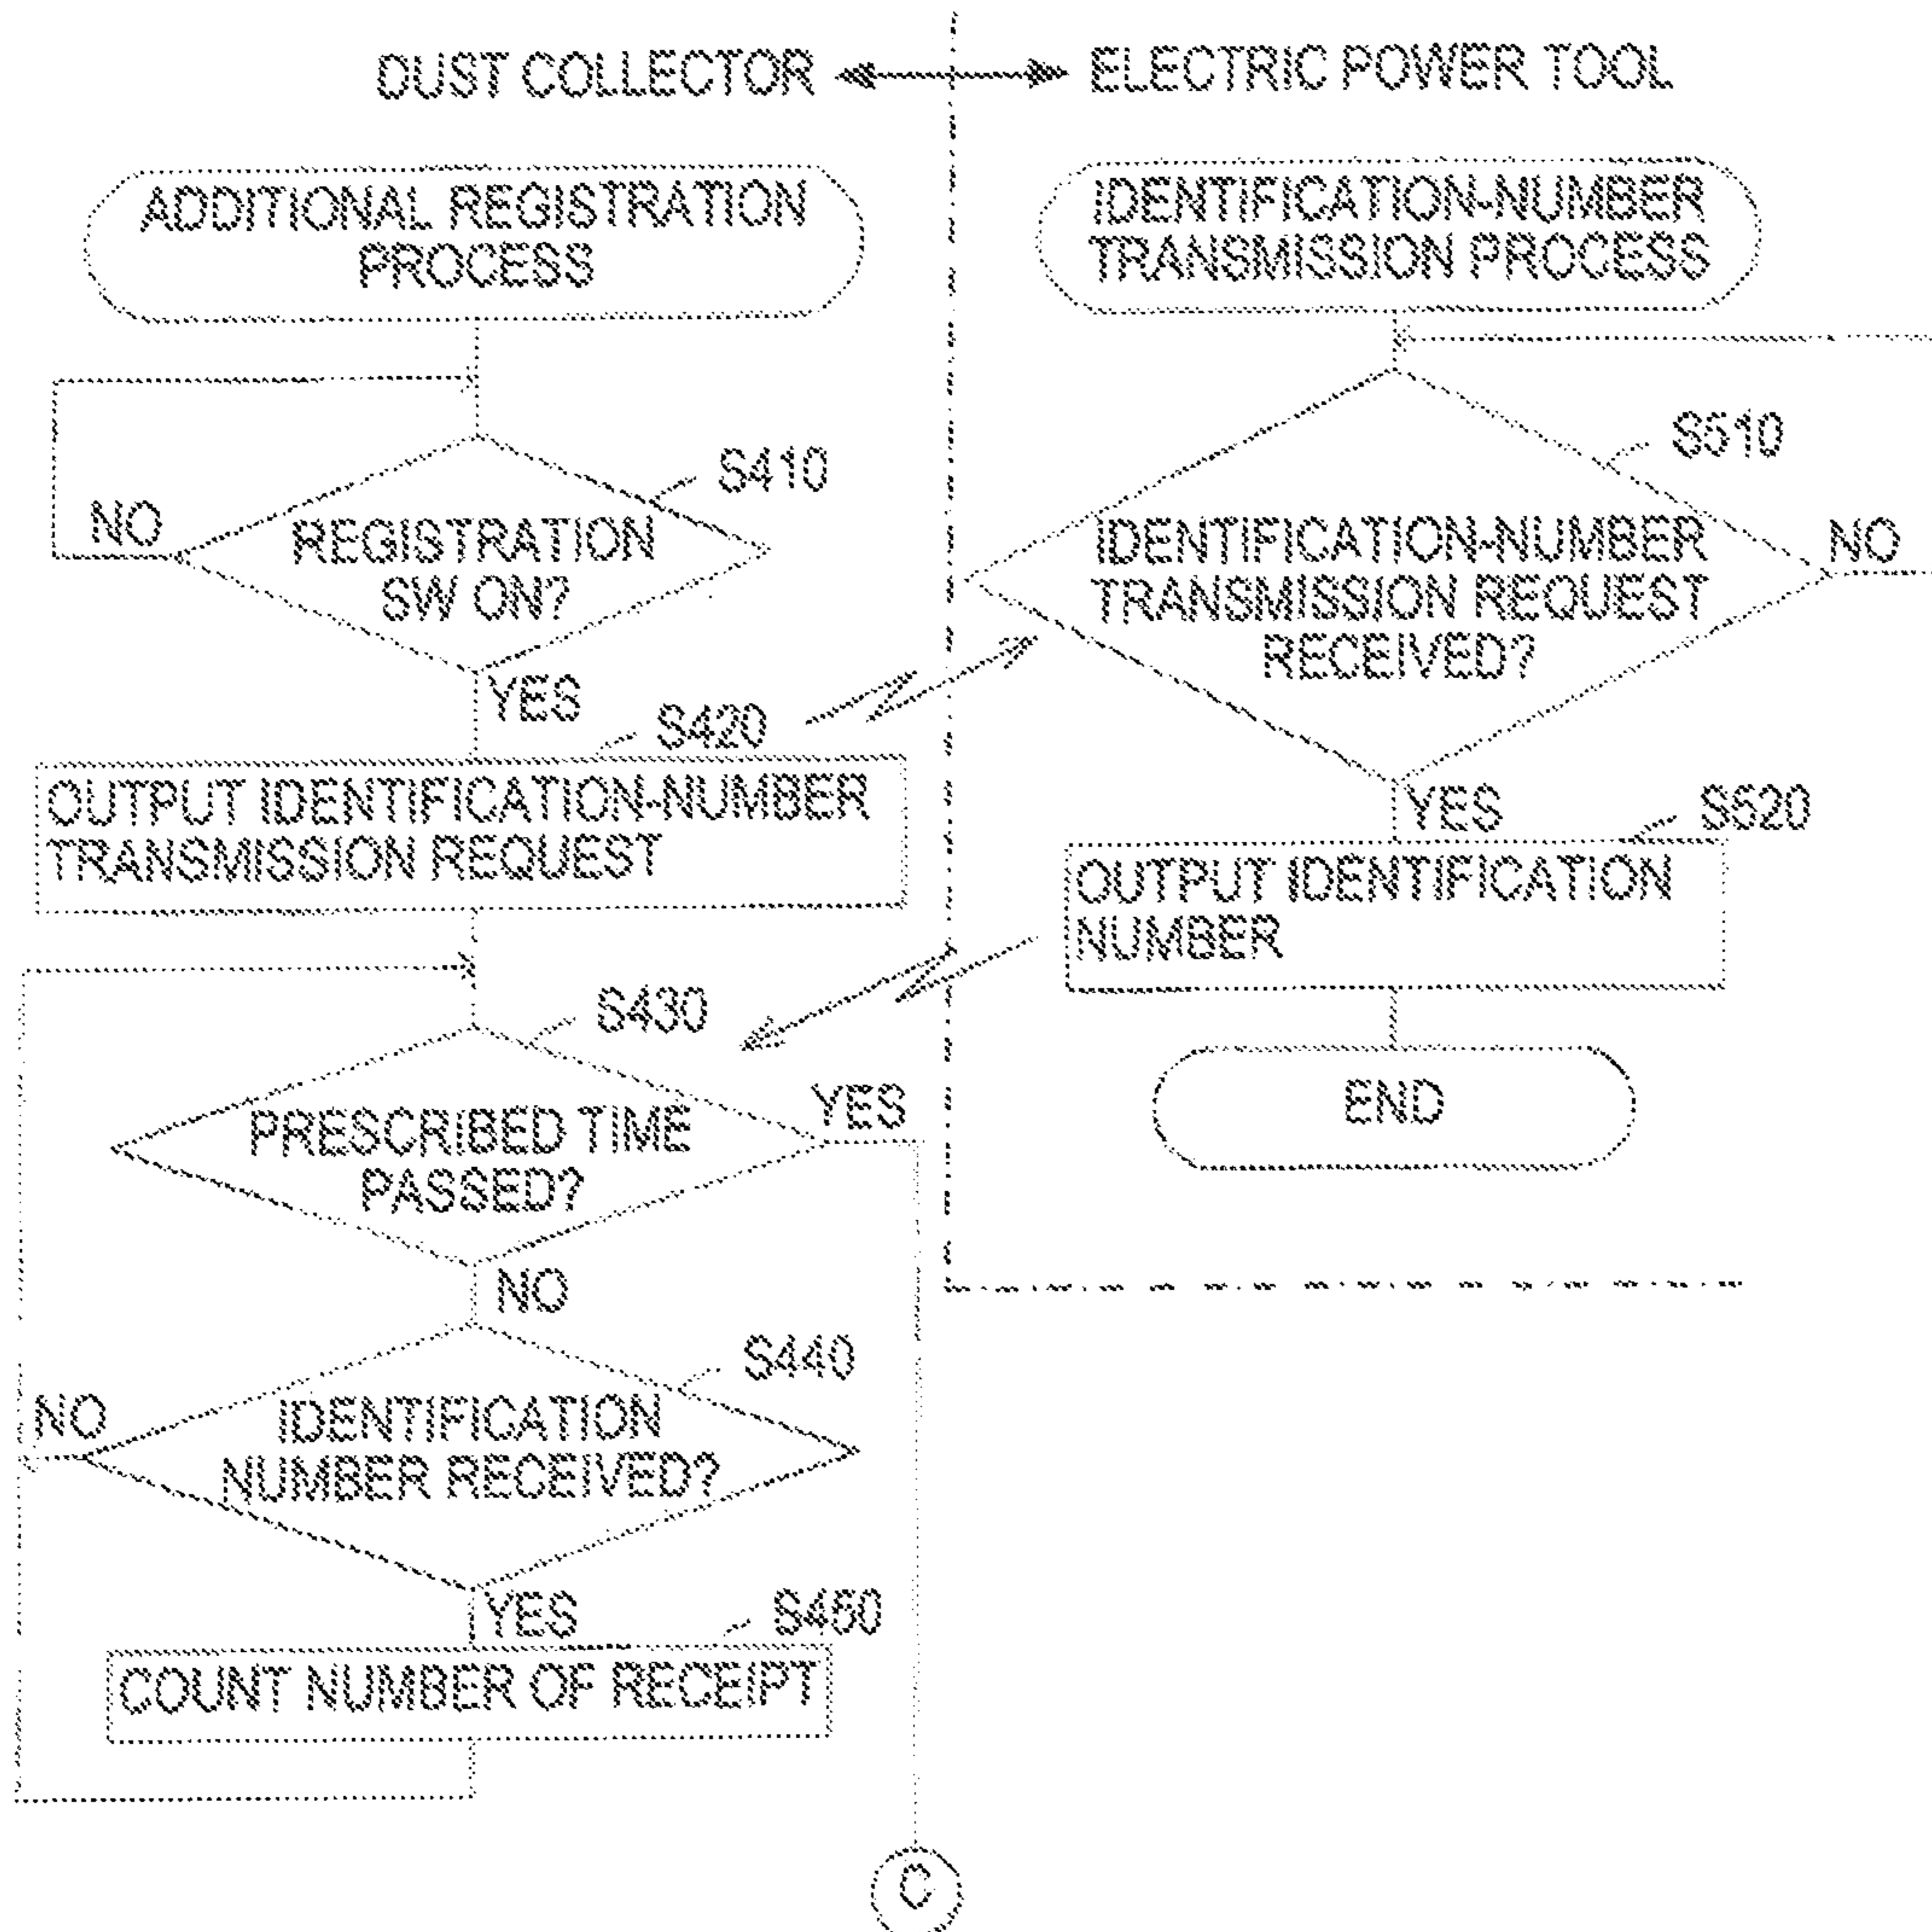 DUST COLLECTOR
ELECTRIC POWER TOOL
ADDITIONAL REGISTRATION
PROCESS
S410
NO
REGISTRATION
SW ON?
YES
S420
OUTPUT IDENTIFICATION-NUMBER
TRANSMISSION REQUEST
S430
PRESCRIBED TIME
PASSED?
YES
NO
S440
NO
IDENTIFICATION
NUMBER RECEIVED?
YES
S450
COUNT NUMBER OF RECEIPT
C
IDENTIFICATION-NUMBER
TRANSMISSION PROCESS
S510
IDENTIFICATION-NUMBER
TRANSMISSION REQUEST
RECEIVED?
NO
YES
S520
OUTPUT IDENTIFICATION
NUMBER
END